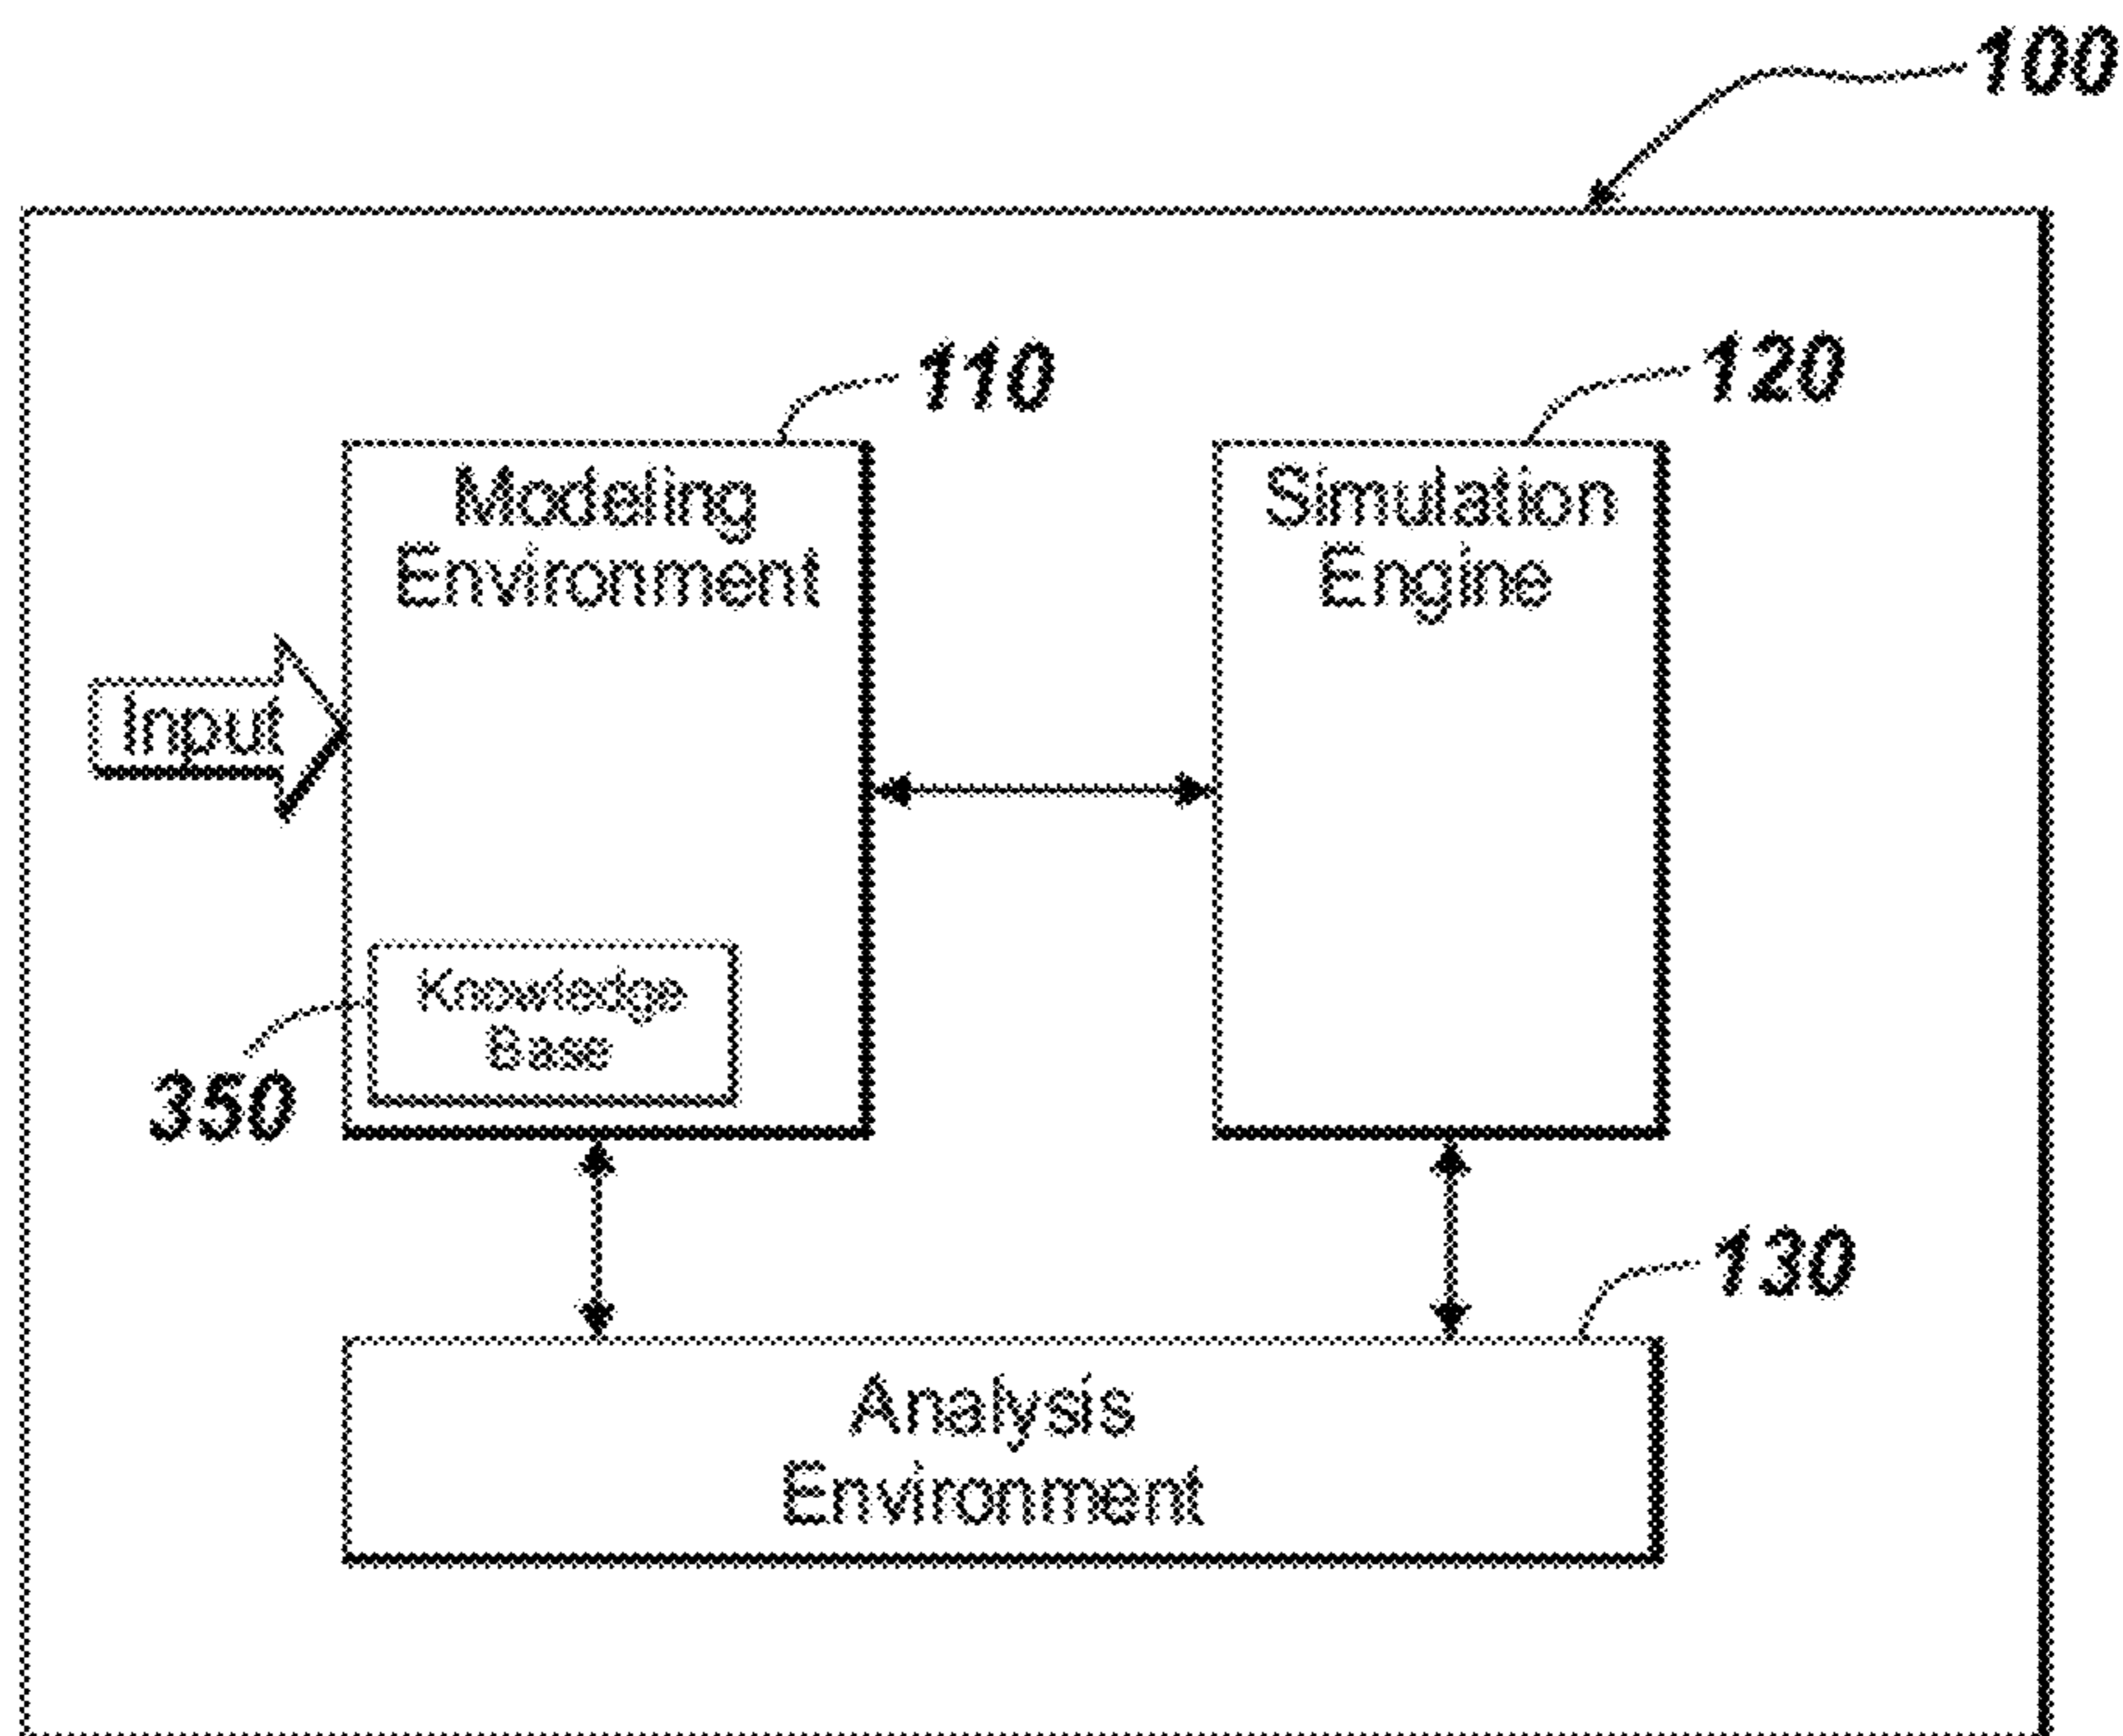 100
110
120
Modeling
Environment
Simulation
Engine
Input
Knowledge
Base
350
130
Analysis
Environment